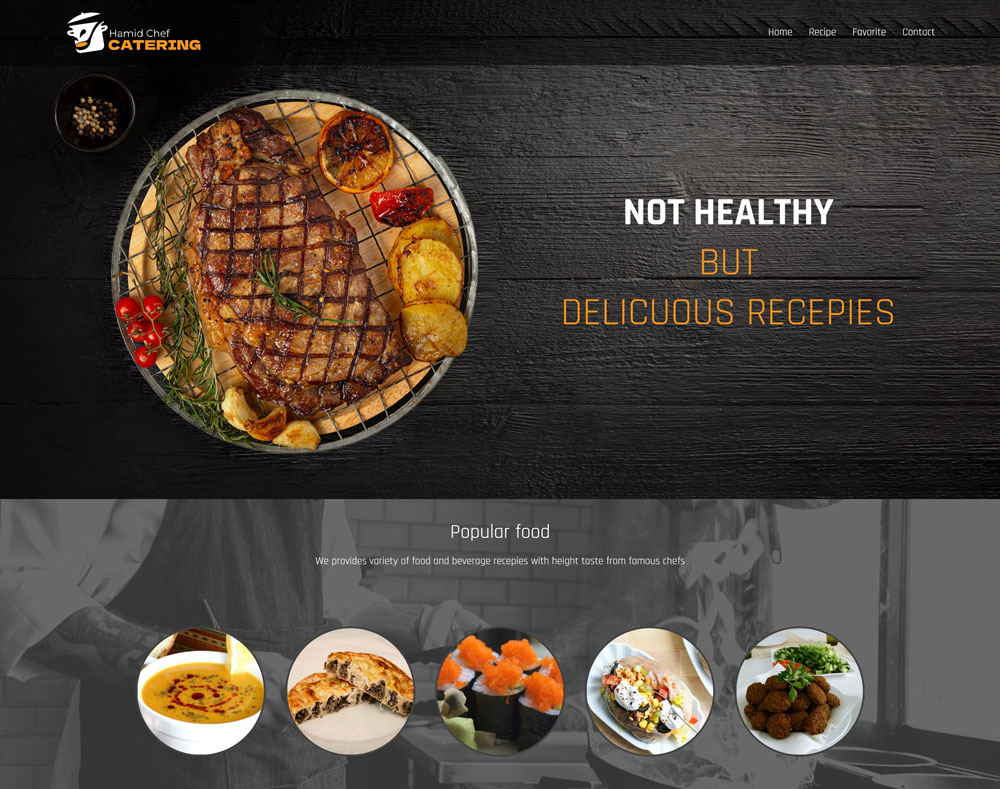 Hamid Chef
CATERING
Home Recipe Favorite Contact
NOT HEALTHY
BUT
DELICUOUS RECEPIES
Popular food
We provides variety of food and beverage recepies with height taste from famous chefs